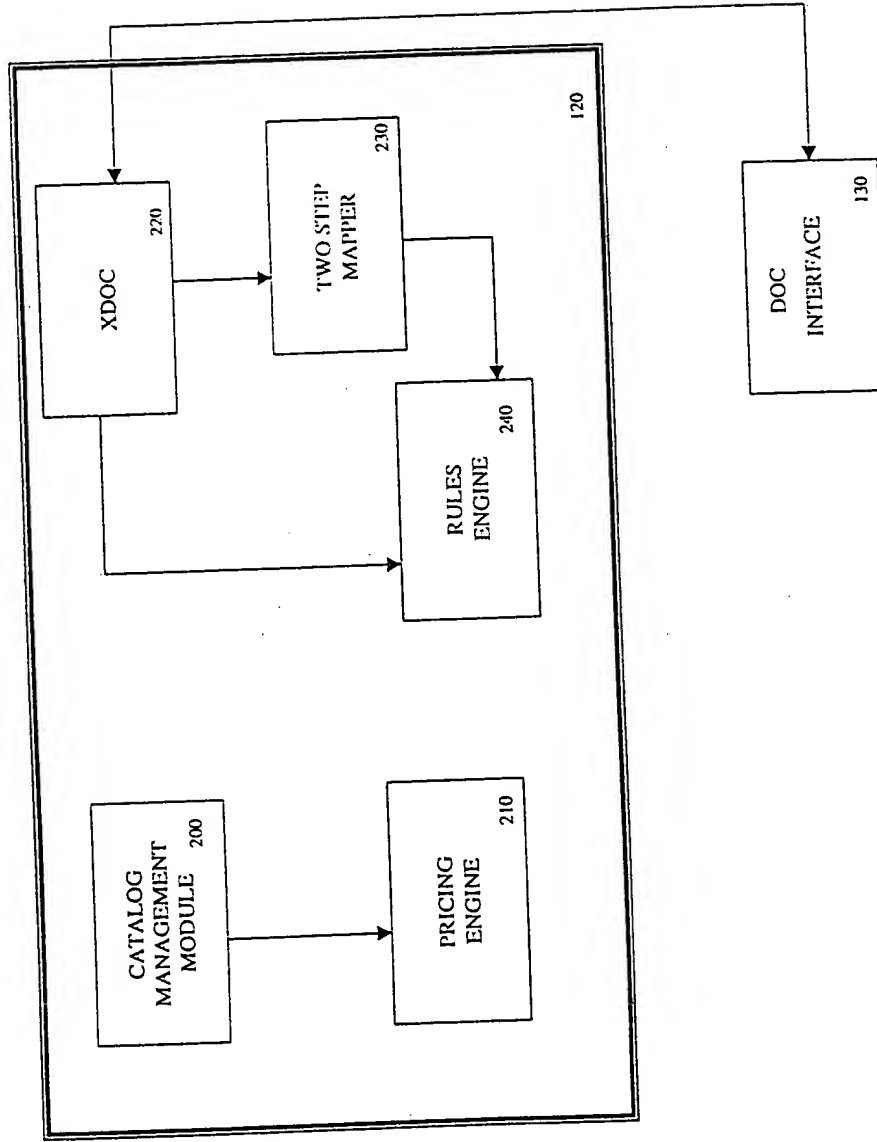 CATALOG
MANAGEMENT
MODULE
200
PRICING
ENGINE
210
XDOC
220
TWO STEP
MAPPER
230
RULES
ENGINE
240
120
DOC
INTERFACE
130